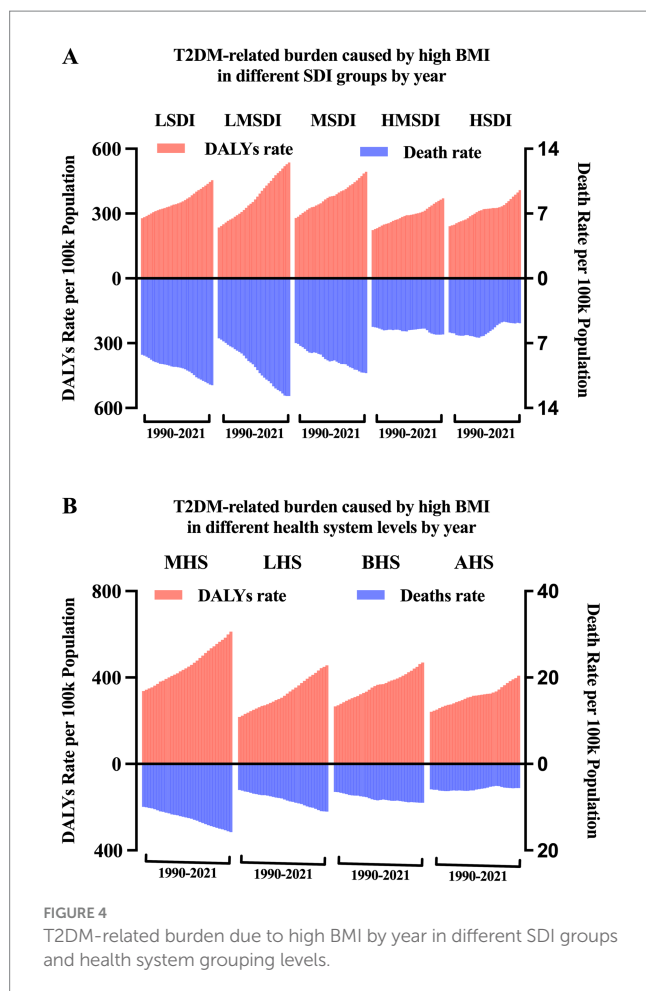 A
T2DM-related burden caused by high BMI
in different SDI groups by year
LSDI LMSDI MSDI HMSDI HSDI
DALYs rate Death rate
DALYs Rate per 100k Population
600
300
0
300
600
Death Rate per 100k Population
14
7
0
7
14
1990-2021 1990-2021 1990-2021 1990-2021 1990-2021
B
T2DM-related burden caused by high BMI
in different health system levels by year
MHS LHS BHS AHS
DALYs rate Deaths rate
DALYs Rate per 100k Population
800
400
0
400
Death Rate per 100k Population
40
20
0
20
1990-2021 1990-2021 1990-2021 1990-2021
FIGURE 4
T2DM-related burden due to high BMI by year in different SDI groups
and health system grouping levels.